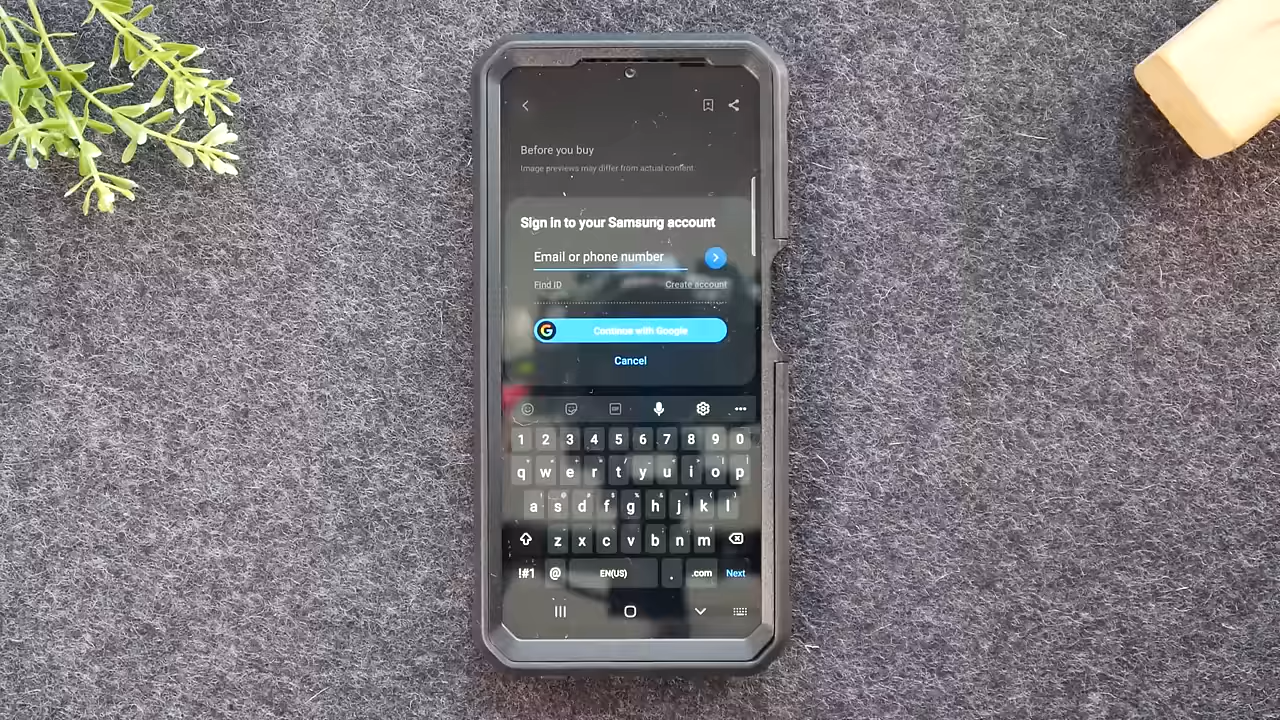 Before you buy
Image previews may differ from actual content.
Sign in to your Samsung account
Email or phone number
Find ID
Create account
G Continue with Google
Cancel
GIF
1 2 3 4 5 6 7 8 9 0
q w e r t y u i o p
a s d f g h j k l
z x c v b n m
!#1 @ EN(US) . .com Next